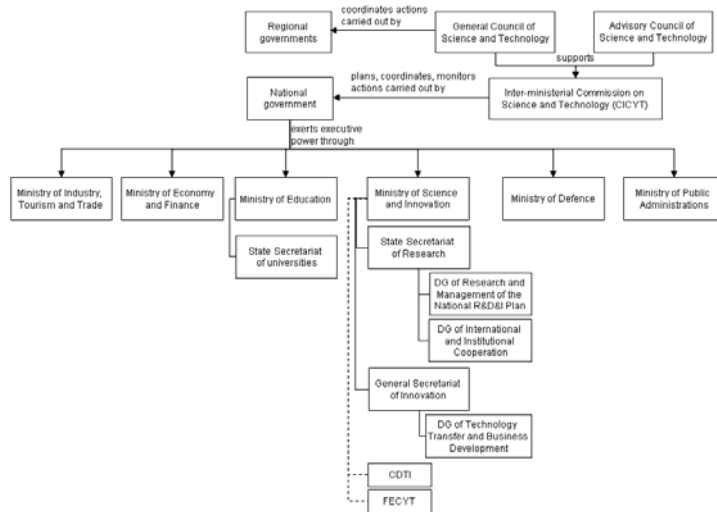 Regional
governments
coordinates actions
carried out by
General Council of
Science and Technology
Advisory Council of
Science and Technology
supports
National
government
plans, coordinates, monitors
actions carried out by
Inter-ministerial Commission on
Science and Technology (CICYT)
exerts executive
power through
Ministry of Industry,
Tourism and Trade
Ministry of Economy
and Finance
Ministry of Education
Ministry of Science
and Innovation
Ministry of Defence
Ministry of Public
Administrations
State Secretariat
of universities
State Secretariat
of Research
DG of Research and
Management of the
National R&D&I Plan
DG of International
and Institutional
Cooperation
General Secretariat
of Innovation
DG of Technology
Transfer and Business
Development
CDTI
FECYT